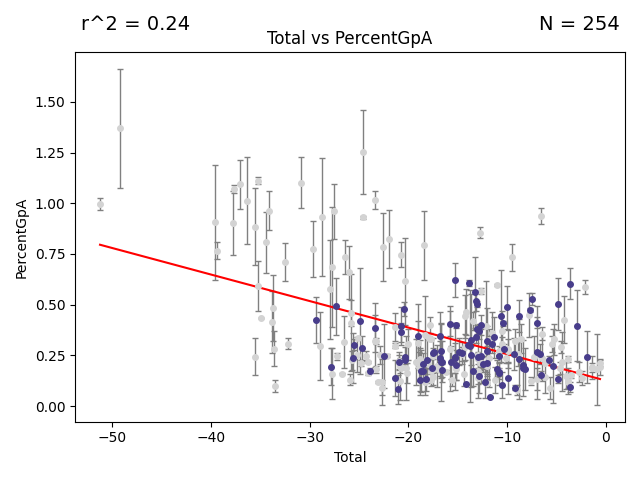 r^2 = 0.24
N = 254
Total vs PercentGpA
PercentGpA
1.50
1.25
1.00
0.75
0.50
0.25
0.00
−50
−40
−30
−20
−10
0
Total